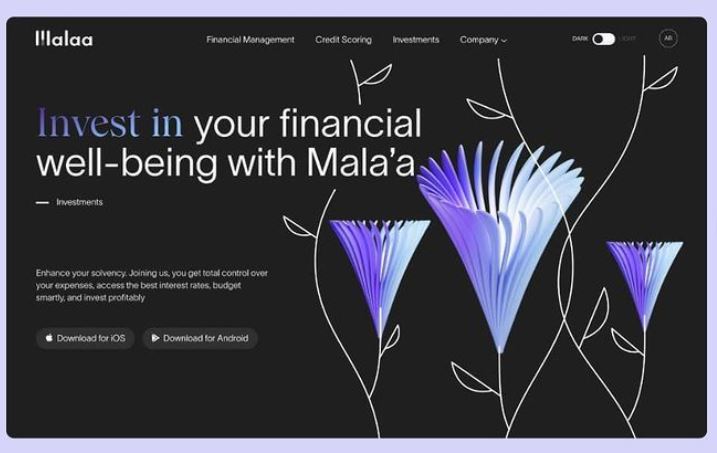 Malaa
Financial Management Credit Scoring Investments Company
DARK LIGHT
AR
Invest in your financial
well-being with Mala’a
Investments
Enhance your solvency. Joining us, you get total control over
your expenses, access the best interest rates, budget
smartly, and invest profitably
Download for iOS Download for Android